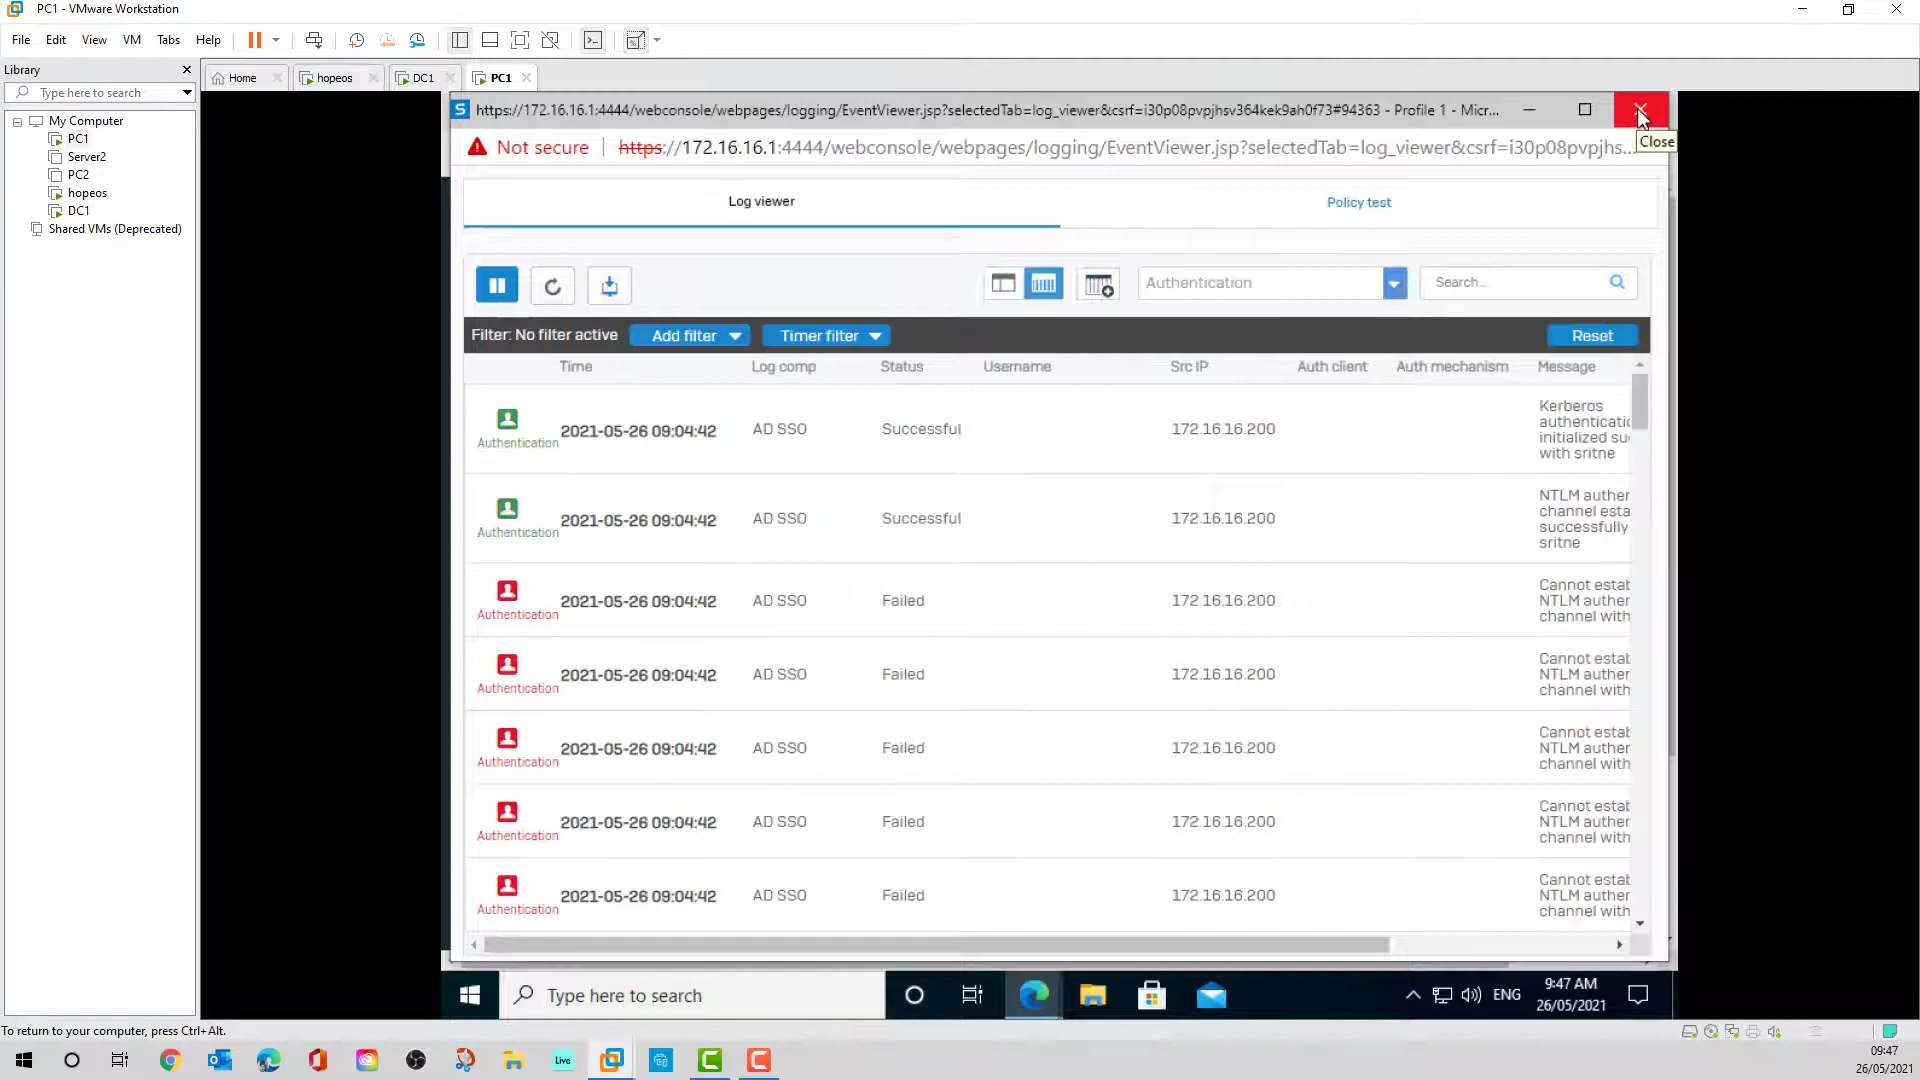 PC1 - VMware Workstation
File Edit View VM Tabs Help
Library
Home hopeos DC1 PC1
Type here to search
My Computer
PC1
Server2
PC2
hopeos
DC1
Shared VMs (Deprecated)
https://172.16.16.1:4444/webconsole/webpages/logging/EventViewer.jsp?selectedTab=log_viewer&csrf=i30p08pvpjhsv364kek9ah0f73#94363 - Profile 1 - Micr...
Not secure https://172.16.16.1:4444/webconsole/webpages/logging/EventViewer.jsp?selectedTab=log_viewer&csrf=i30p08pvpjhs...
Close
Log viewer Policy test
Authentication Search...
Filter: No filter active Add filter Timer filter Reset
Time Log comp Status Username Src IP Auth client Auth mechanism Message
Authentication 2021-05-26 09:04:42 AD SSO Successful 172.16.16.200
Kerberos
authenticatic
initialized su
with sritne
Authentication 2021-05-26 09:04:42 AD SSO Successful 172.16.16.200
NTLM auther
channel esta
successfully
sritne
Authentication 2021-05-26 09:04:42 AD SSO Failed 172.16.16.200
Cannot estab
NTLM auther
channel with
Authentication 2021-05-26 09:04:42 AD SSO Failed 172.16.16.200
Cannot estab
NTLM auther
channel with
Authentication 2021-05-26 09:04:42 AD SSO Failed 172.16.16.200
Cannot estab
NTLM auther
channel with
Authentication 2021-05-26 09:04:42 AD SSO Failed 172.16.16.200
Cannot estab
NTLM auther
channel with
Authentication 2021-05-26 09:04:42 AD SSO Failed 172.16.16.200
Cannot estab
NTLM auther
channel with
Type here to search ENG 9:47 AM
26/05/2021
To return to your computer, press Ctrl+Alt.
Live
09:47
26/05/2021